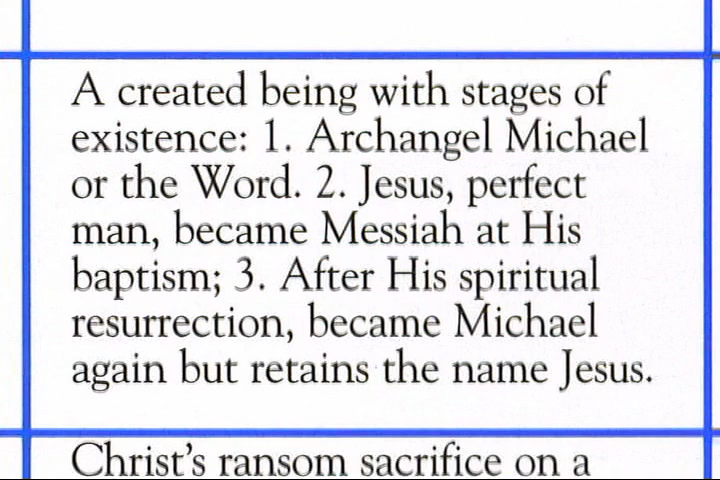 A created being with stages of
existence: 1. Archangel Michael
or the Word. 2. Jesus, perfect
man, became Messiah at His
baptism; 3. After His spiritual
resurrection, became Michael
again but retains the name Jesus.
Christ's ransom sacrifice on a